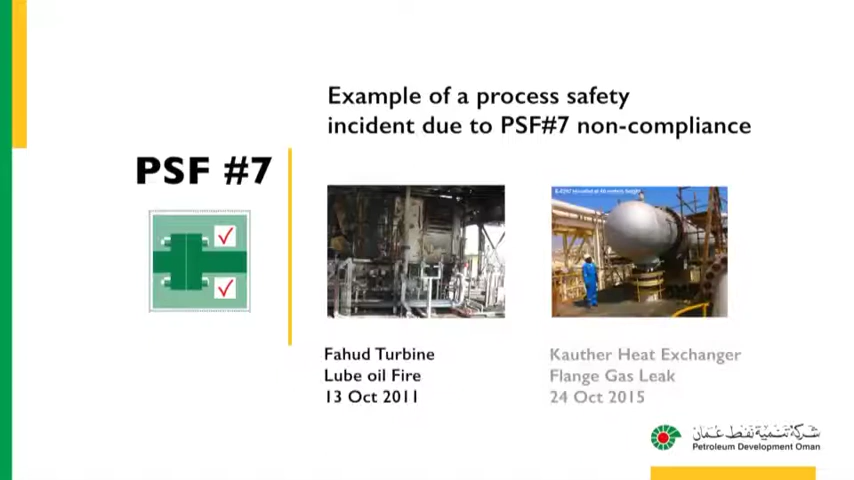 Example of a process safety
incident due to PSF#7 non-compliance
PSF #7
Fahud Turbine
Lube oil Fire
13 Oct 2011
Kauther Heat Exchanger
Flange Gas Leak
24 Oct 2015
شركة تنمية نفط عمان
Petroleum Development Oman